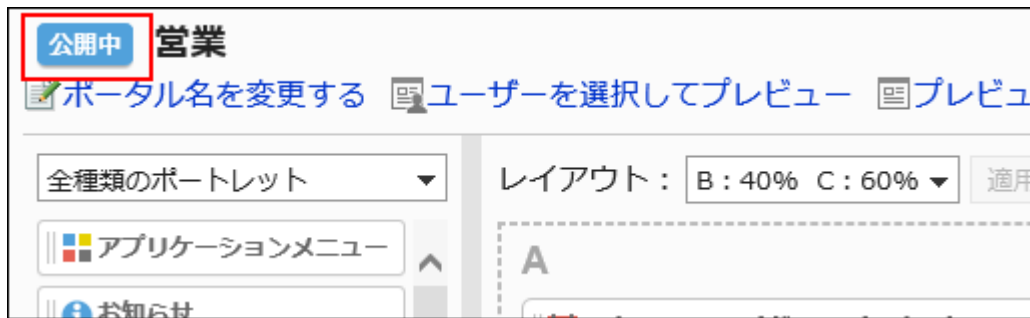 公開中 営業
ポータル名を変更する ユーザーを選択してプレビュー プレビュ
全種類のポートレット
レイアウト： B：40% C：60% 適用
アプリケーションメニュー
A
お知らせ